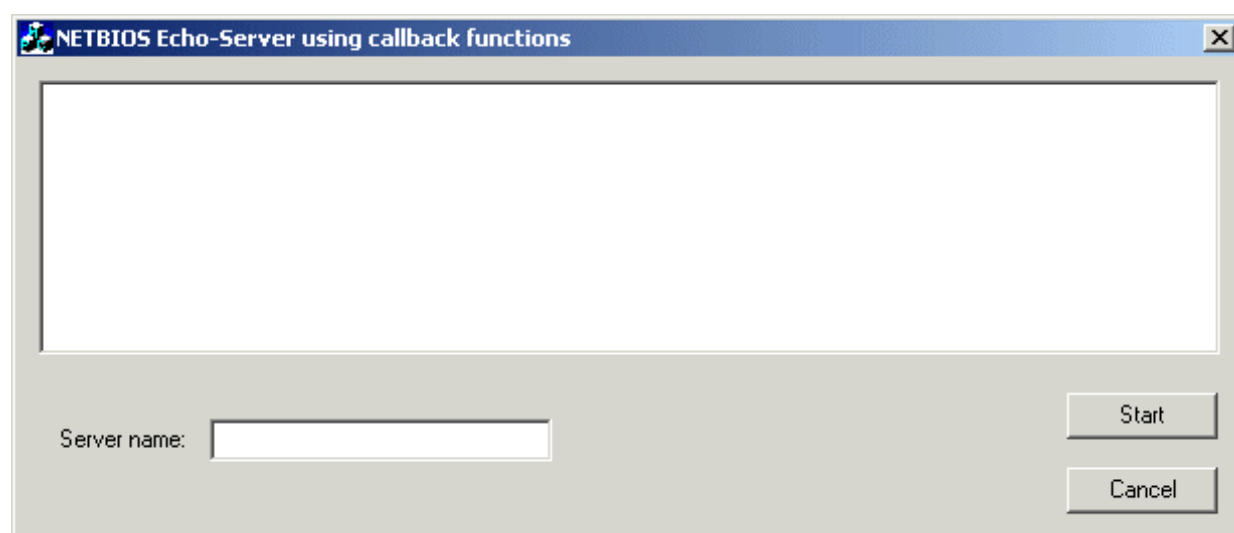 NETBIOS Echo-Server using callback functions
Start
Server name:
Cancel